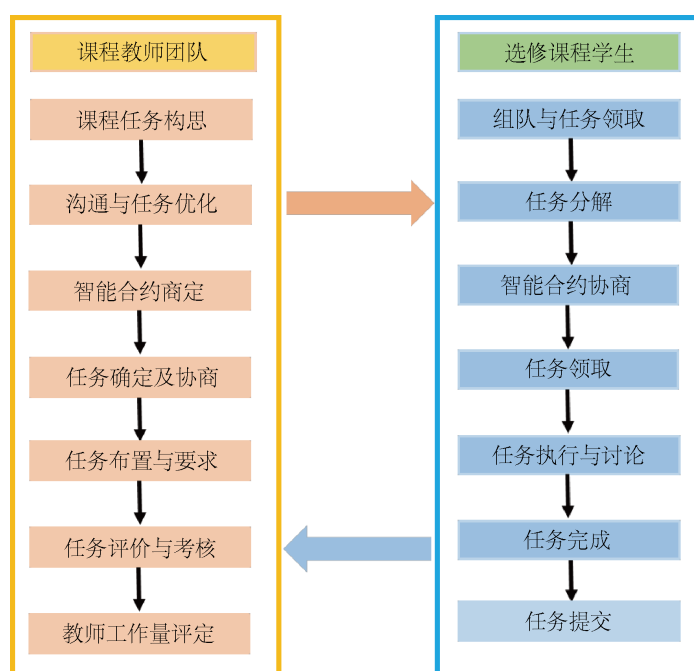 课程教师团队
课程任务构思
沟通与任务优化
智能合约商定
任务确定及协商
任务布置与要求
任务评价与考核
教师工作量评定
选修课程学生
组队与任务领取
任务分解
智能合约协商
任务领取
任务执行与讨论
任务完成
任务提交